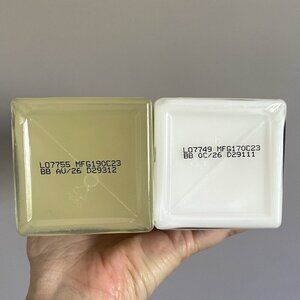 L07755 MFG19OC23
BB AU/26 D29312
L07749 MFG17OC23
BB OC/26 D29111